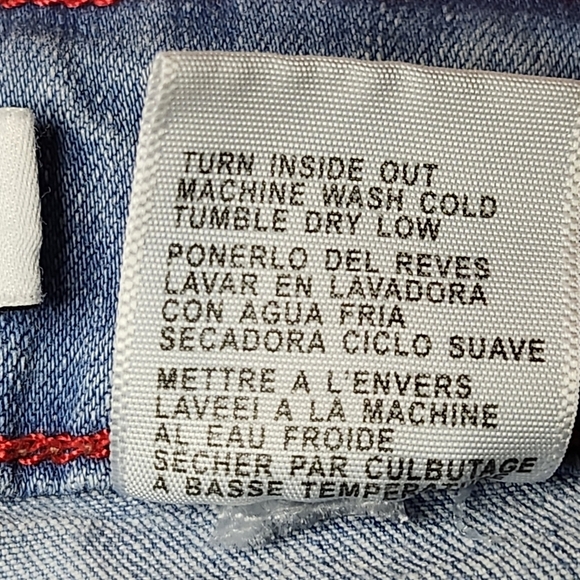 TURN INSIDE OUT
MACHINE WASH COLD
TUMBLE DRY LOW
PONERLO DEL REVES
LAVAR EN LAVADORA
CON AGUA FRIA
SECADORA CICLO SUAVE
METTRE A L'ENVERS
LAVEEI A LA MACHINE
AL EAU FROIDE
SECHER PAR CULBUTAGE
A BASSE